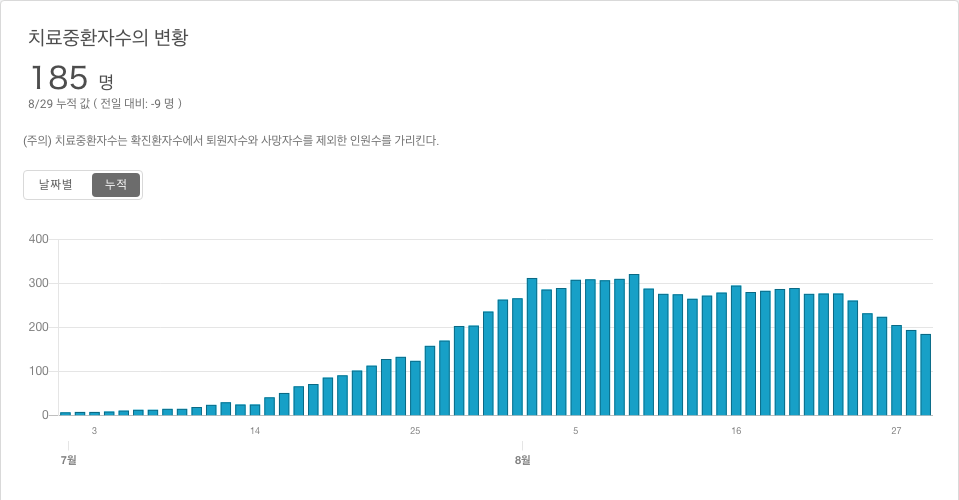 치료중환자수의 변황
185 명
8/29 누적 값 ( 전일 대비: -9 명 )
(주의) 치료중환자수는 확진환자수에서 퇴원자수와 사망자수를 제외한 인원수를 가리킨다.
날짜별 누적
400
300
200
100
0
3 14 25 5 16 27
7월 8월